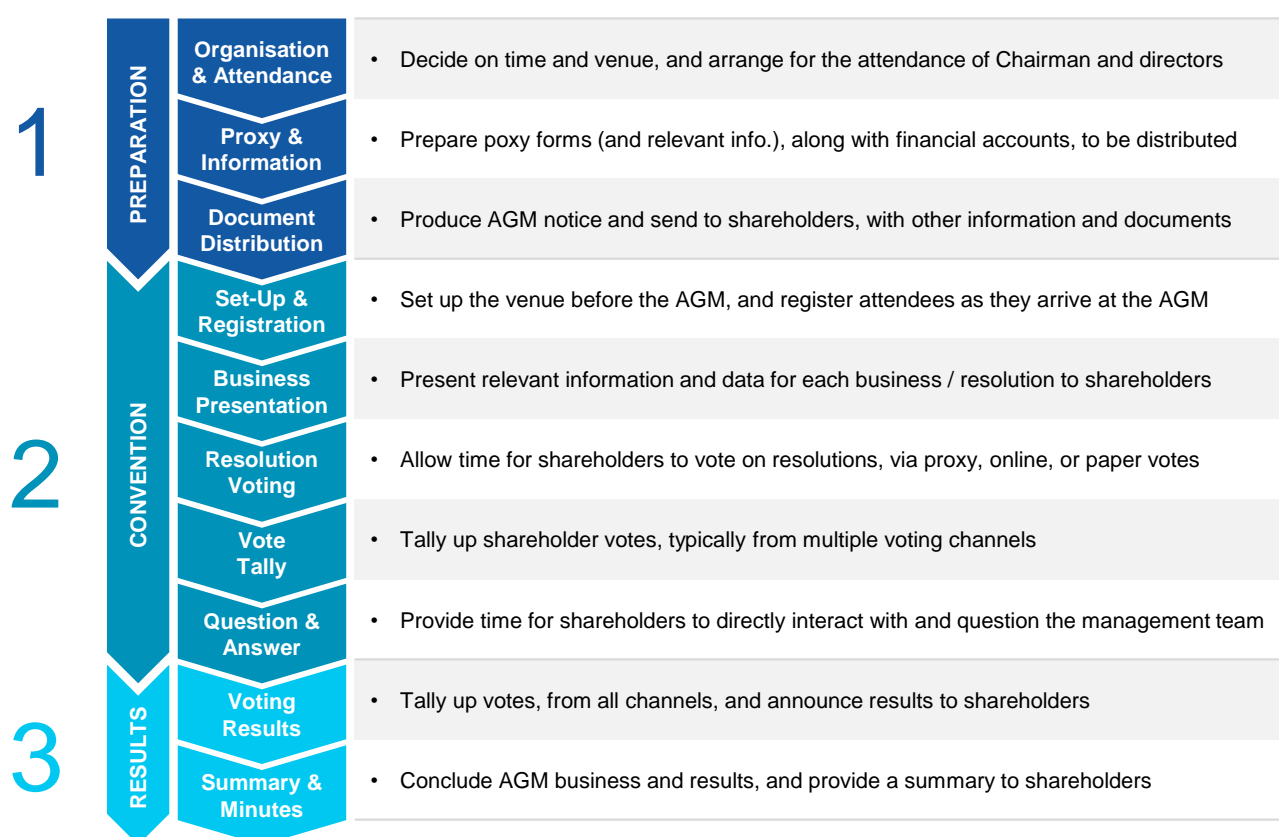 1
PREPARATION
Organisation
& Attendance
• Decide on time and venue, and arrange for the attendance of Chairman and directors
Proxy &
Information
• Prepare poxy forms (and relevant info.), along with financial accounts, to be distributed
Document
Distribution
• Produce AGM notice and send to shareholders, with other information and documents
2
CONVENTION
Set-Up &
Registration
• Set up the venue before the AGM, and register attendees as they arrive at the AGM
Business
Presentation
• Present relevant information and data for each business / resolution to shareholders
Resolution
Voting
• Allow time for shareholders to vote on resolutions, via proxy, online, or paper votes
Vote
Tally
• Tally up shareholder votes, typically from multiple voting channels
Question &
Answer
• Provide time for shareholders to directly interact with and question the management team
3
RESULTS
Voting
Results
• Tally up votes, from all channels, and announce results to shareholders
Summary &
Minutes
• Conclude AGM business and results, and provide a summary to shareholders